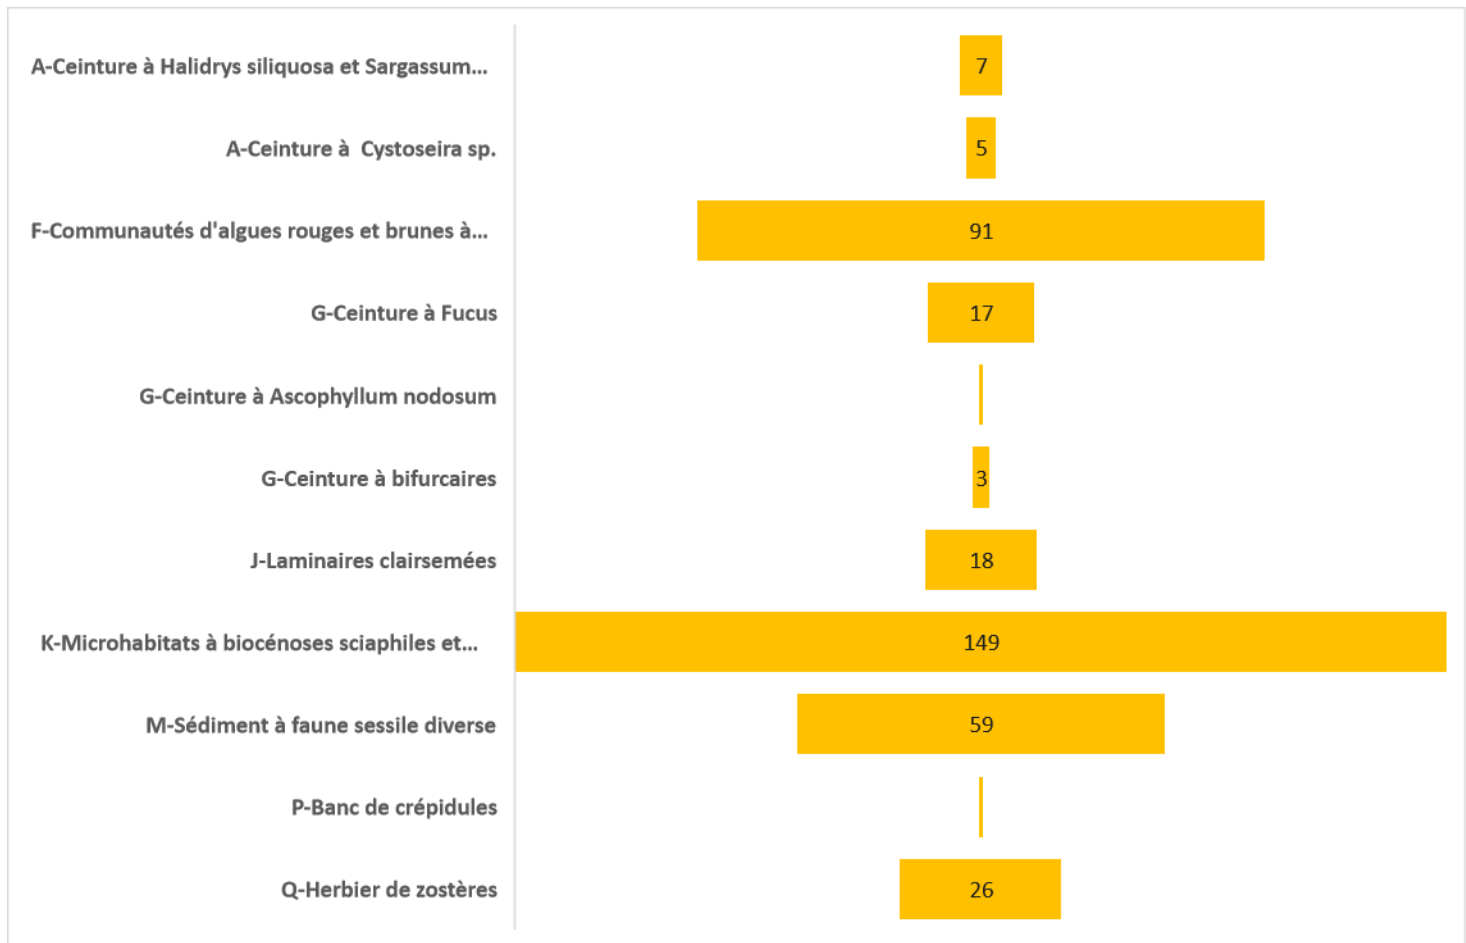 A-Ceinture à Halidrys siliquosa et Sargassum... 7
A-Ceinture à Cystoseira sp. 5
F-Communautés d'algues rouges et brunes à... 91
G-Ceinture à Fucus 17
G-Ceinture à Ascophyllum nodosum
G-Ceinture à bifurcaires 3
J-Laminaires clairsemées 18
K-Microhabitats à biocénoses sciaphiles et... 149
M-Sédiment à faune sessile diverse 59
P-Banc de crépidules
Q-Herbier de zostères 26